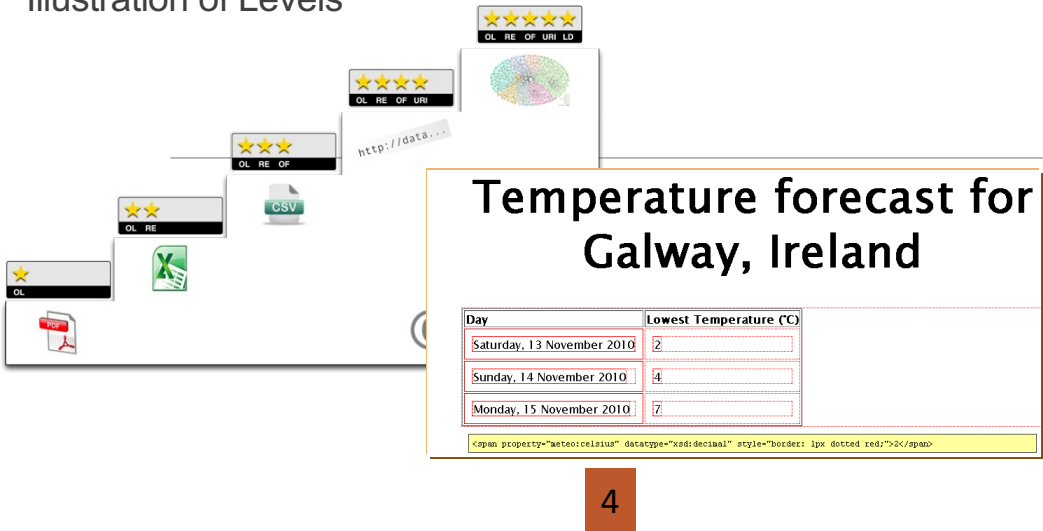 Illustration of Levels
OL RE OF URI LD
OL RE OF URI
http://data...
OL RE OF
CSV
OL RE
OL
PDF
Temperature forecast for
Galway, Ireland
Day Lowest Temperature (°C)
Saturday, 13 November 2010 2
Sunday, 14 November 2010 4
Monday, 15 November 2010 7
<span property="meteo:celsius" datatype="xsd:decimal" style="border: 1px dotted red;">2</span>
4